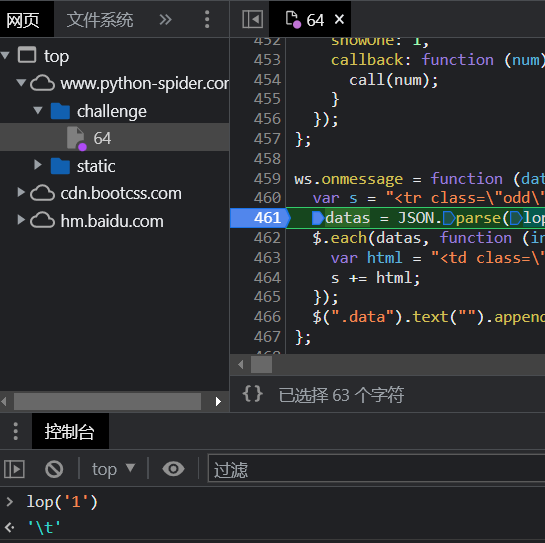 网页
文件系统
top
www.python-spider.com
challenge
64
static
cdn.bootcss.com
hm.baidu.com
64
452 showOne: 1,
453 callback: function (num)
454 call(num);
455 }
456 });
457 };
458
459 ws.onmessage = function (dat
460 var s = "<tr class=\"odd\"
461 datas = JSON.parse(lop
462 $.each(datas, function (in
463 var html = "<td class=\"
464 s += html;
465 });
466 $(".data").text("").append
467 };
{} 已选择 63 个字符
控制台
top
过滤
> lop('1')
'\t'